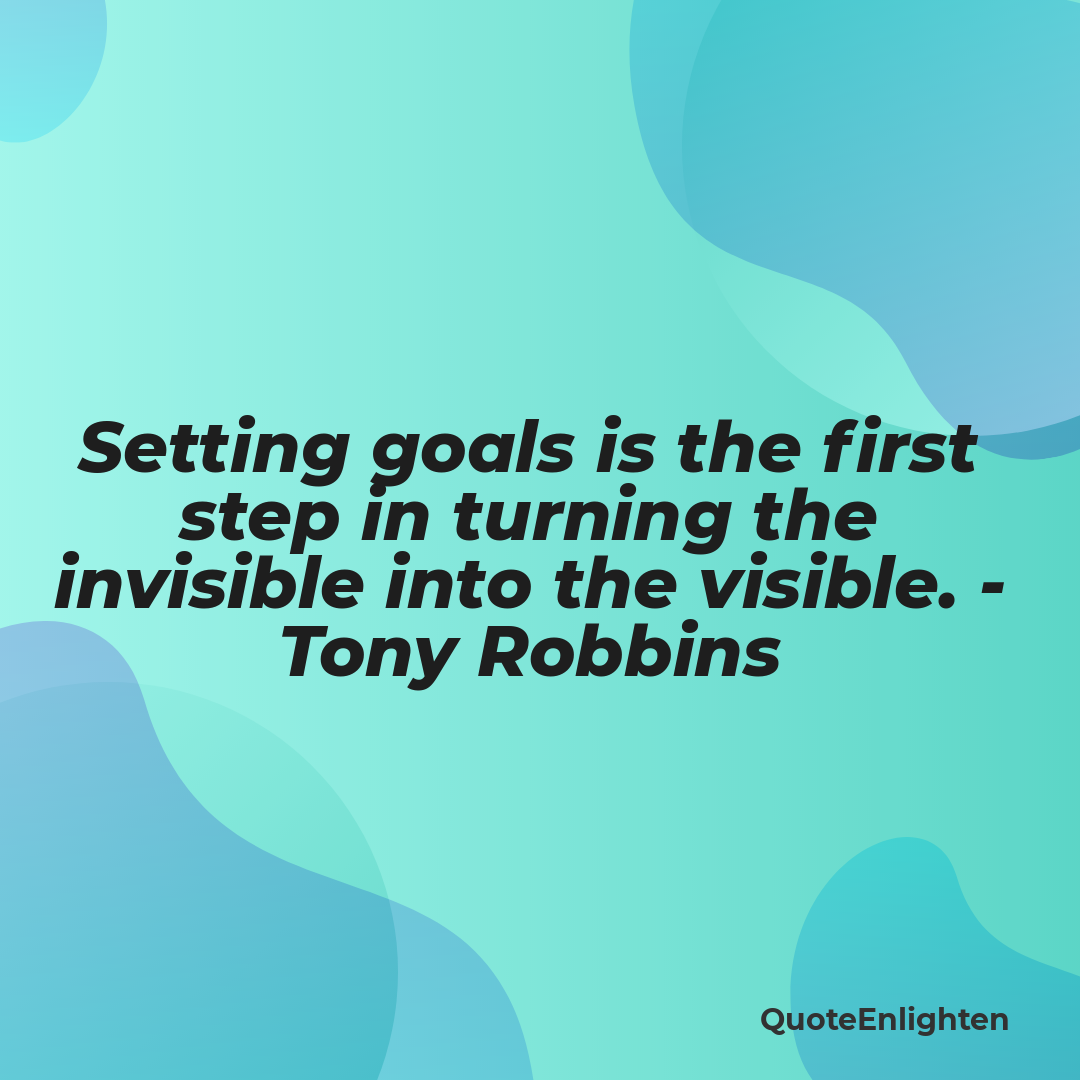 Setting goals is the first
step in turning the
invisible into the visible. -
Tony Robbins
QuoteEnlighten